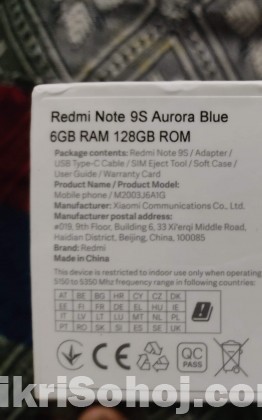 Redmi Note 9S Aurora Blue
6GB RAM 128GB ROM
Package contents: Redmi Note 9S / Adapter /
USB Type-C Cable / SIM Eject Tool / Soft Case /
User Guide / Warranty Card
Product Name / Product Model:
Mobile phone / M2003J6A1G
Manufacturer: Xiaomi Communications Co., Ltd.
Manufacturer postal address:
#019, 9th Floor, Building 6, 33 Xi'erqi Middle Road,
Haidian District, Beijing, China, 100085
Brand: Redmi
Made in China
This device is restricted to indoor use only when operating
5150 to 5350 Mhz frequency range in following countries:
AT BE BG HR CY CZ DK
EE FI FR DE EL HU IE
IT LV LT LU MT NL PL
PT RO SK SI ES SE UK
CE QC
PASS
ikriSohoj.com